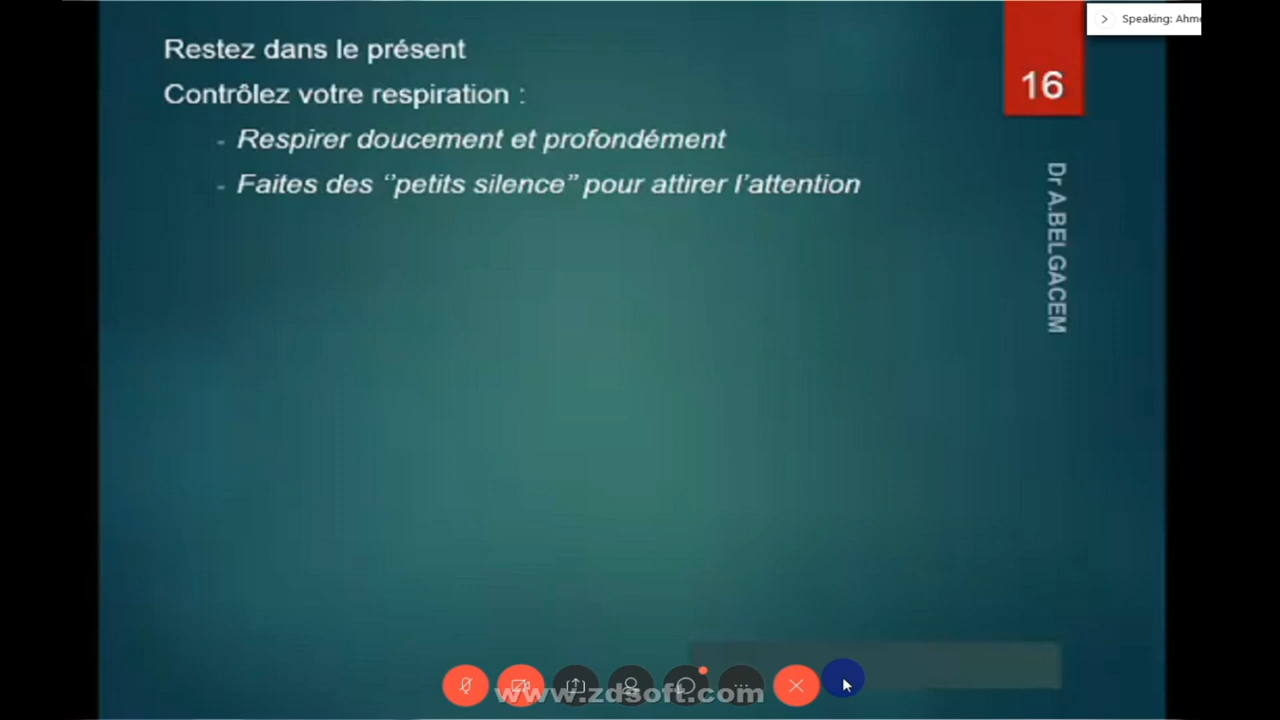 Restez dans le présent
Contrôlez votre respiration :
- Respirer doucement et profondément
- Faites des ‘’petits silence’’ pour attirer l’attention
16
Dr A.BELGACEM
Speaking: Ahm
www.zdsoft.com